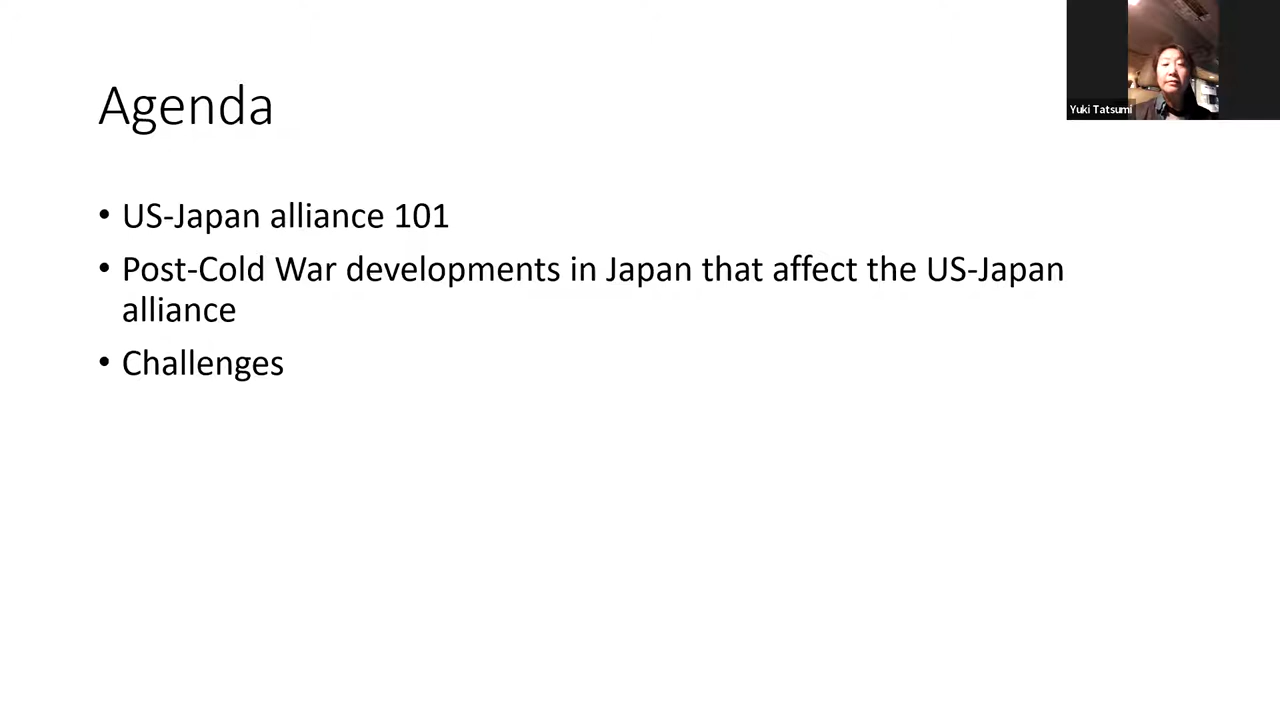 Agenda
• US-Japan alliance 101
• Post-Cold War developments in Japan that affect the US-Japan
alliance
• Challenges
Yuki Tatsumi